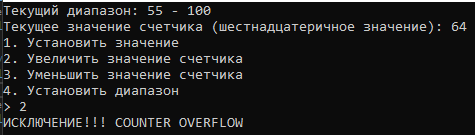 Текущий диапазон: 55 - 100
Текущее значение счетчика (шестнадцатеричное значение): 64
1. Установить значение
2. Увеличить значение счетчика
3. Уменьшить значение счетчика
4. Установить диапазон
> 2
ИСКЛЮЧЕНИЕ!!! COUNTER OVERFLOW